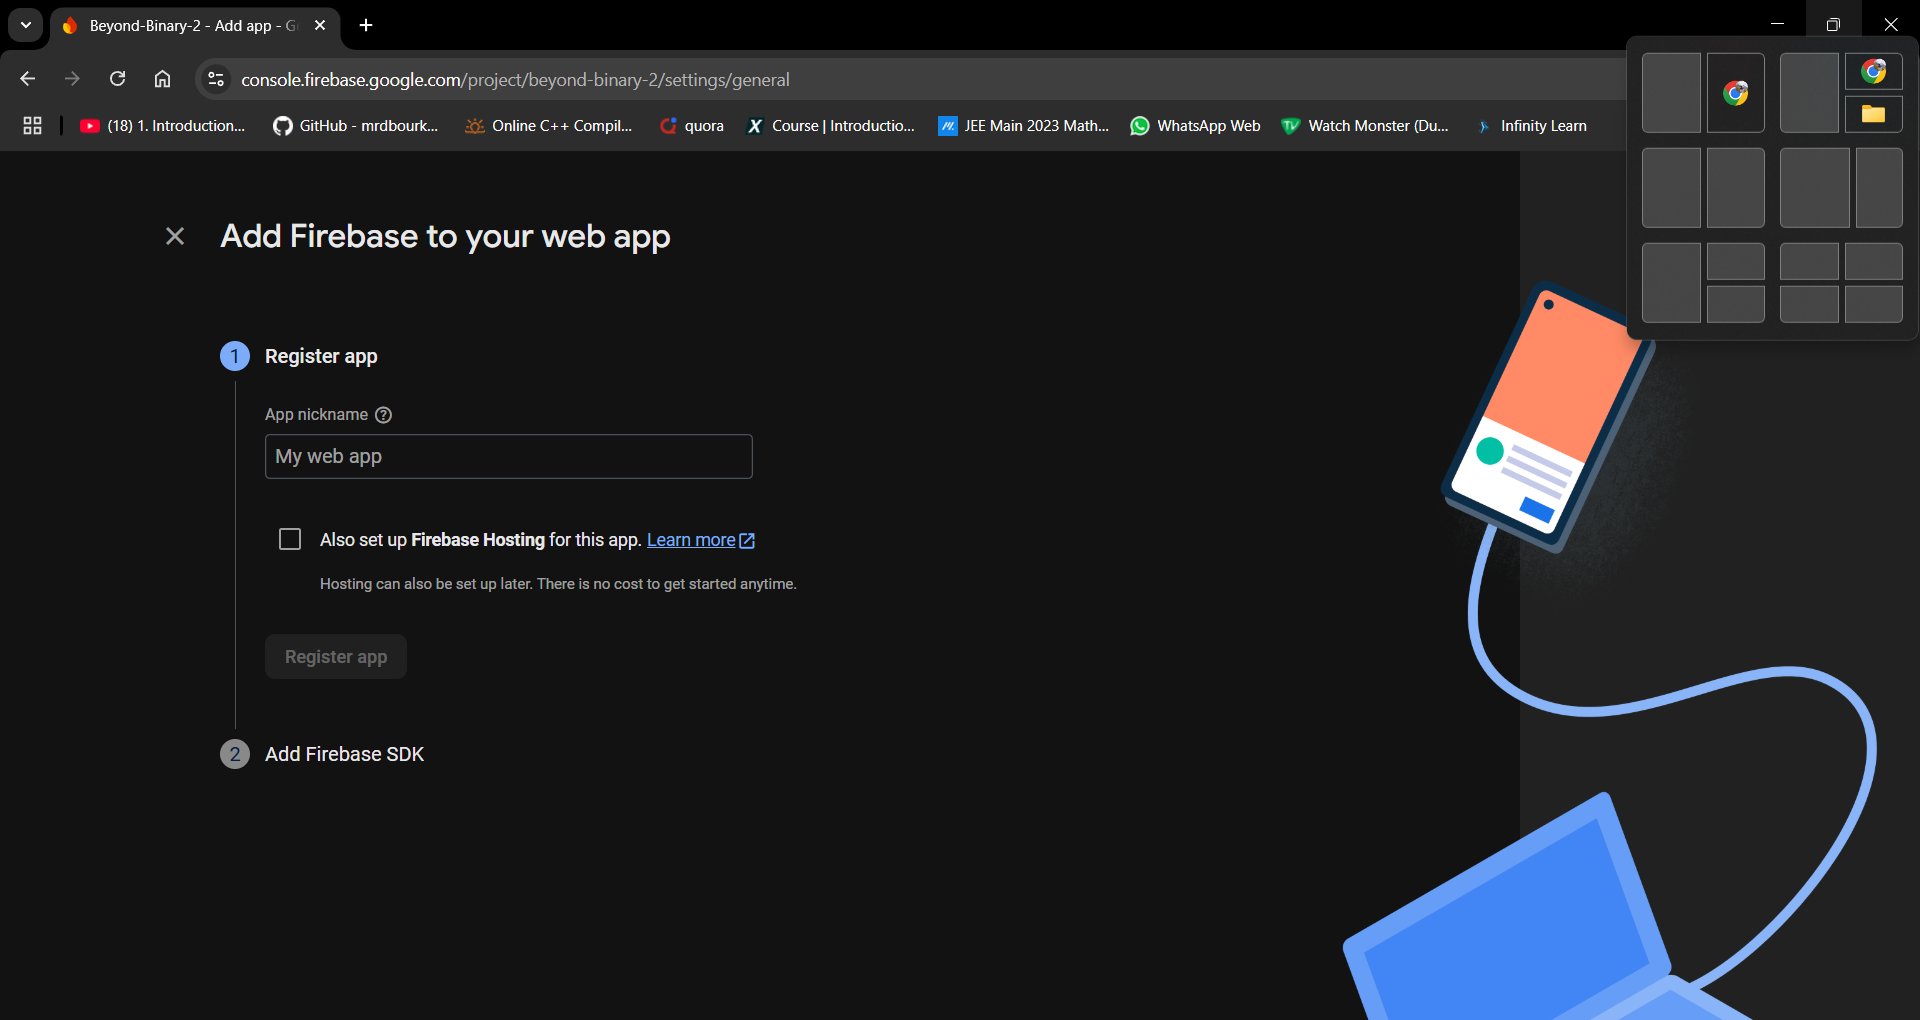 Beyond-Binary-2 - Add app - G
console.firebase.google.com/project/beyond-binary-2/settings/general
(18) 1. Introduction...
GitHub - mrdbourk...
Online C++ Compil...
quora
Course | Introductio...
JEE Main 2023 Math...
WhatsApp Web
Watch Monster (Du...
Infinity Learn
Add Firebase to your web app
1 Register app
App nickname ?
My web app
Also set up Firebase Hosting for this app. Learn more
Hosting can also be set up later. There is no cost to get started anytime.
Register app
2 Add Firebase SDK